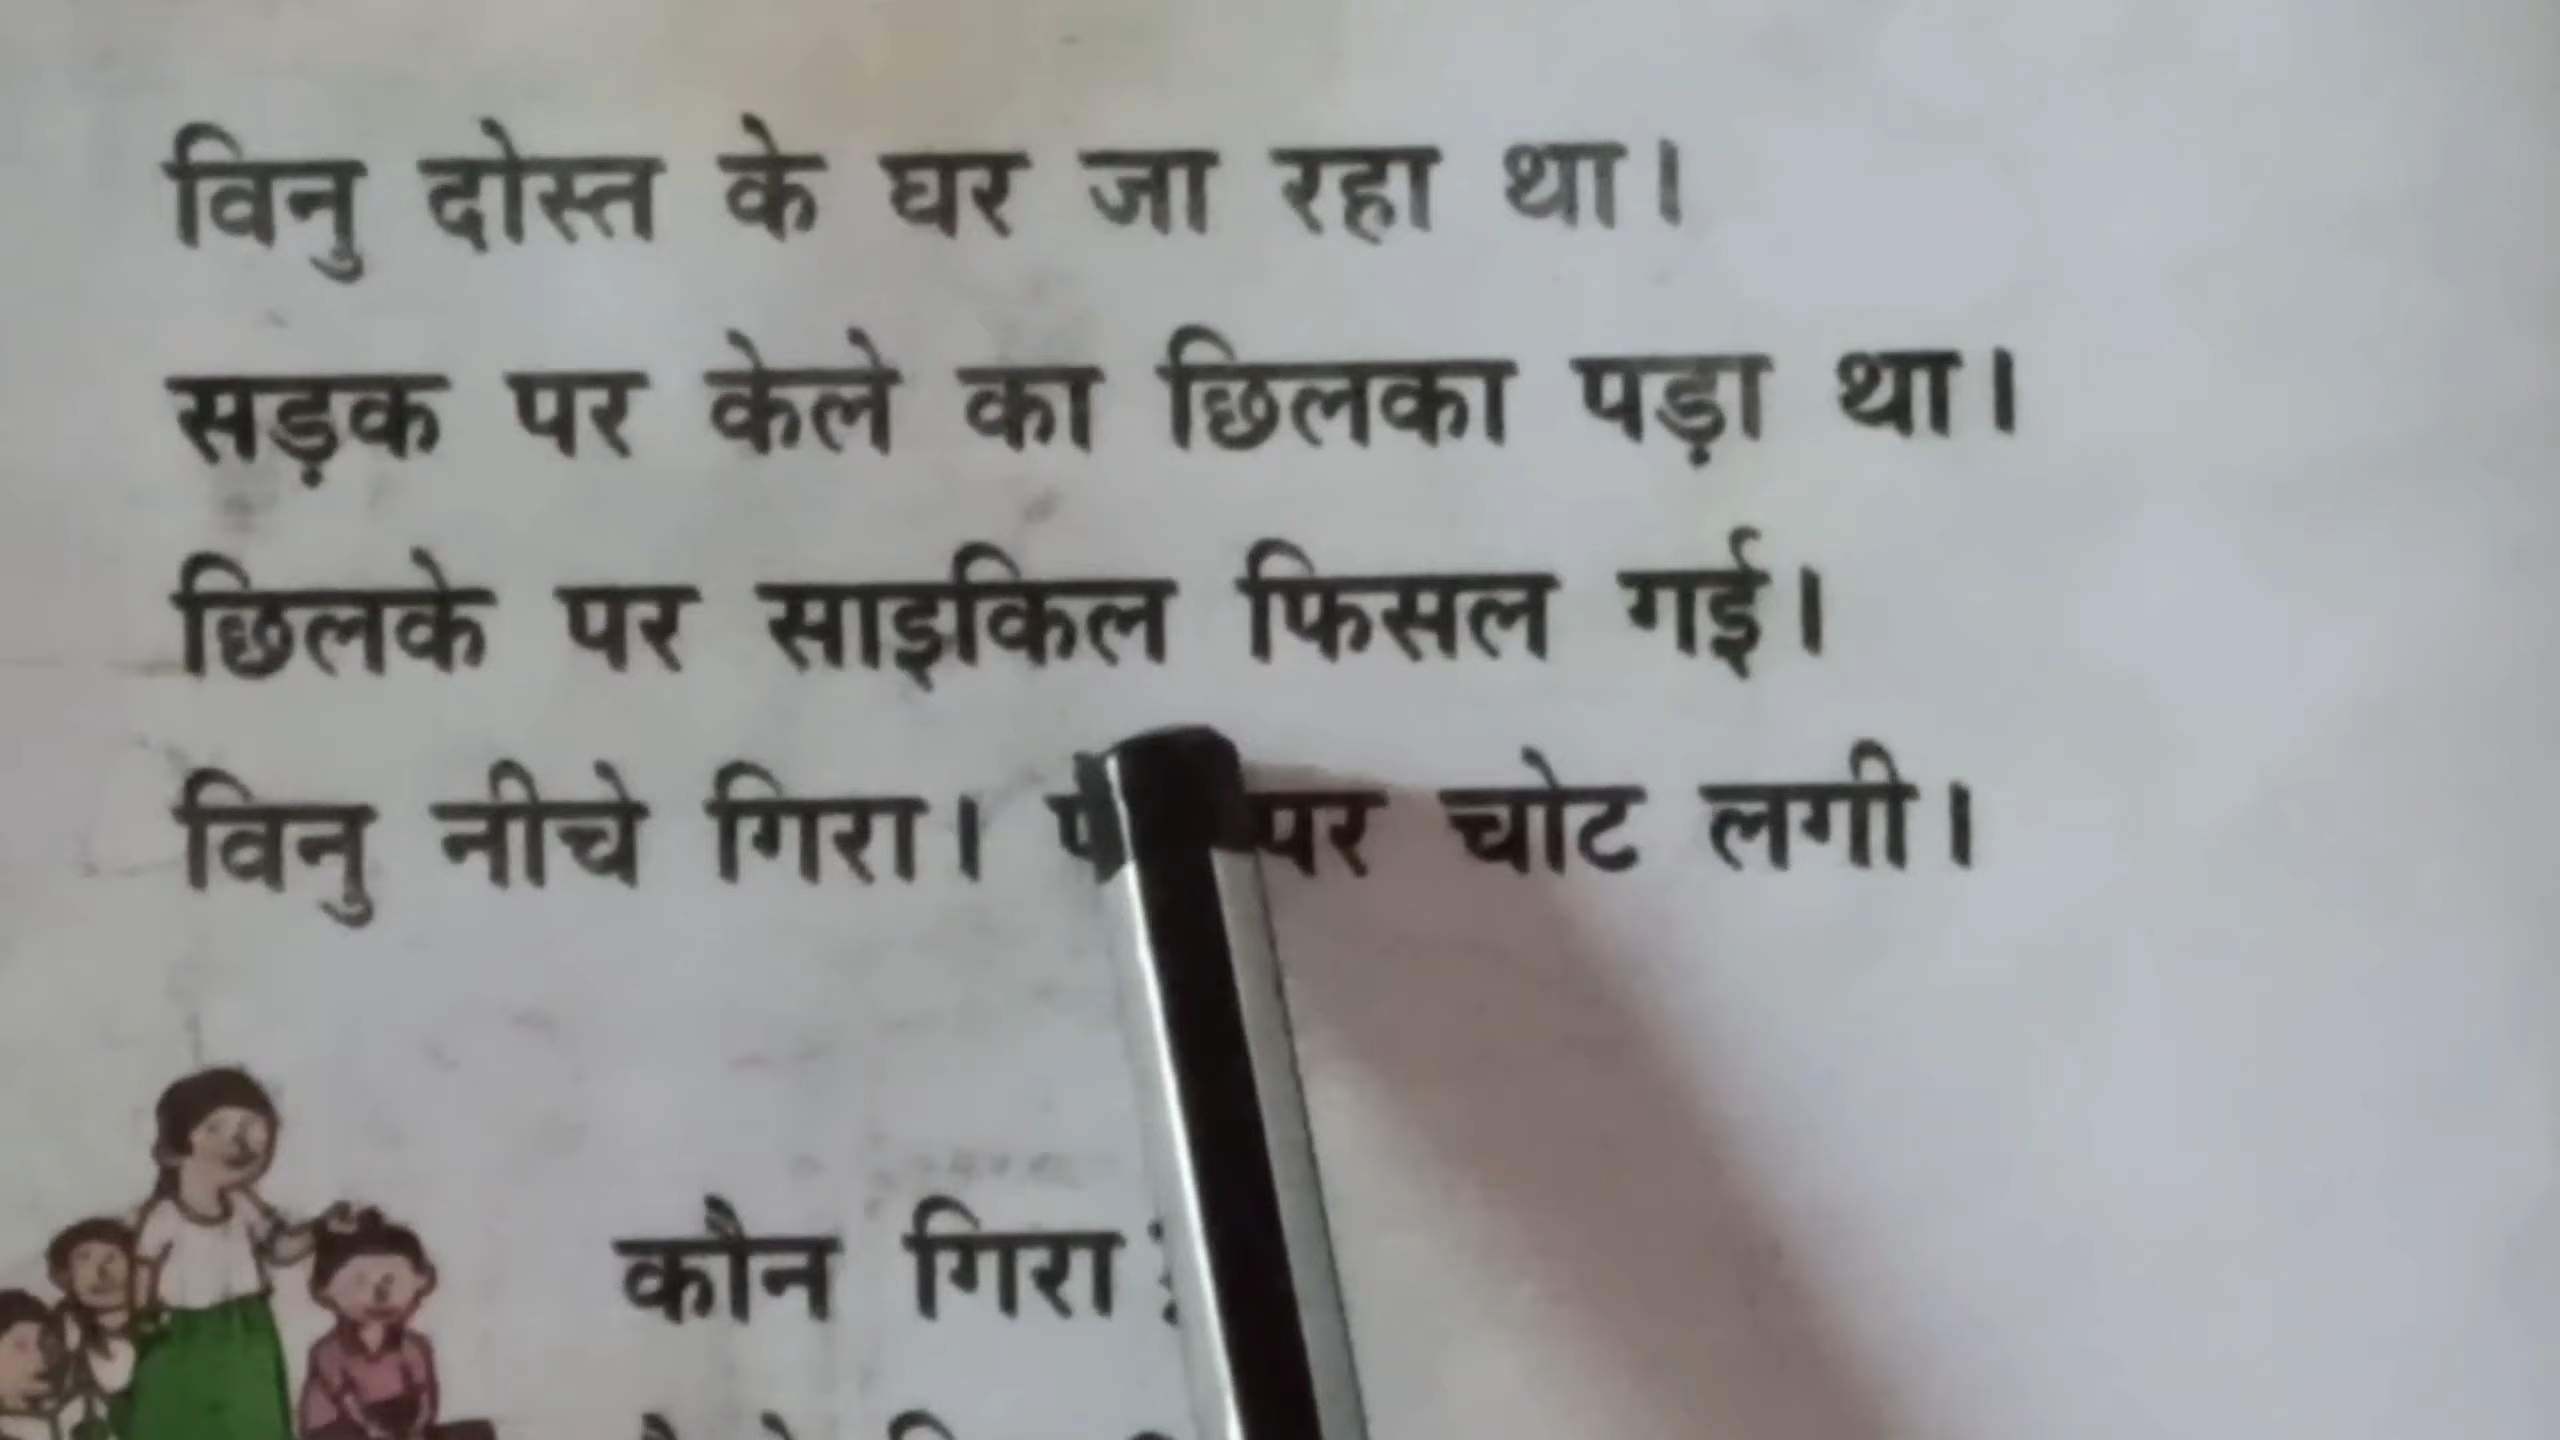 विनु दोस्त के घर जा रहा था।
सड़क पर केले का छिलका पड़ा था।
छिलके पर साइकिल फिसल गई।
विनु नीचे गिरा। पर चोट लगी।
कौन गिरा